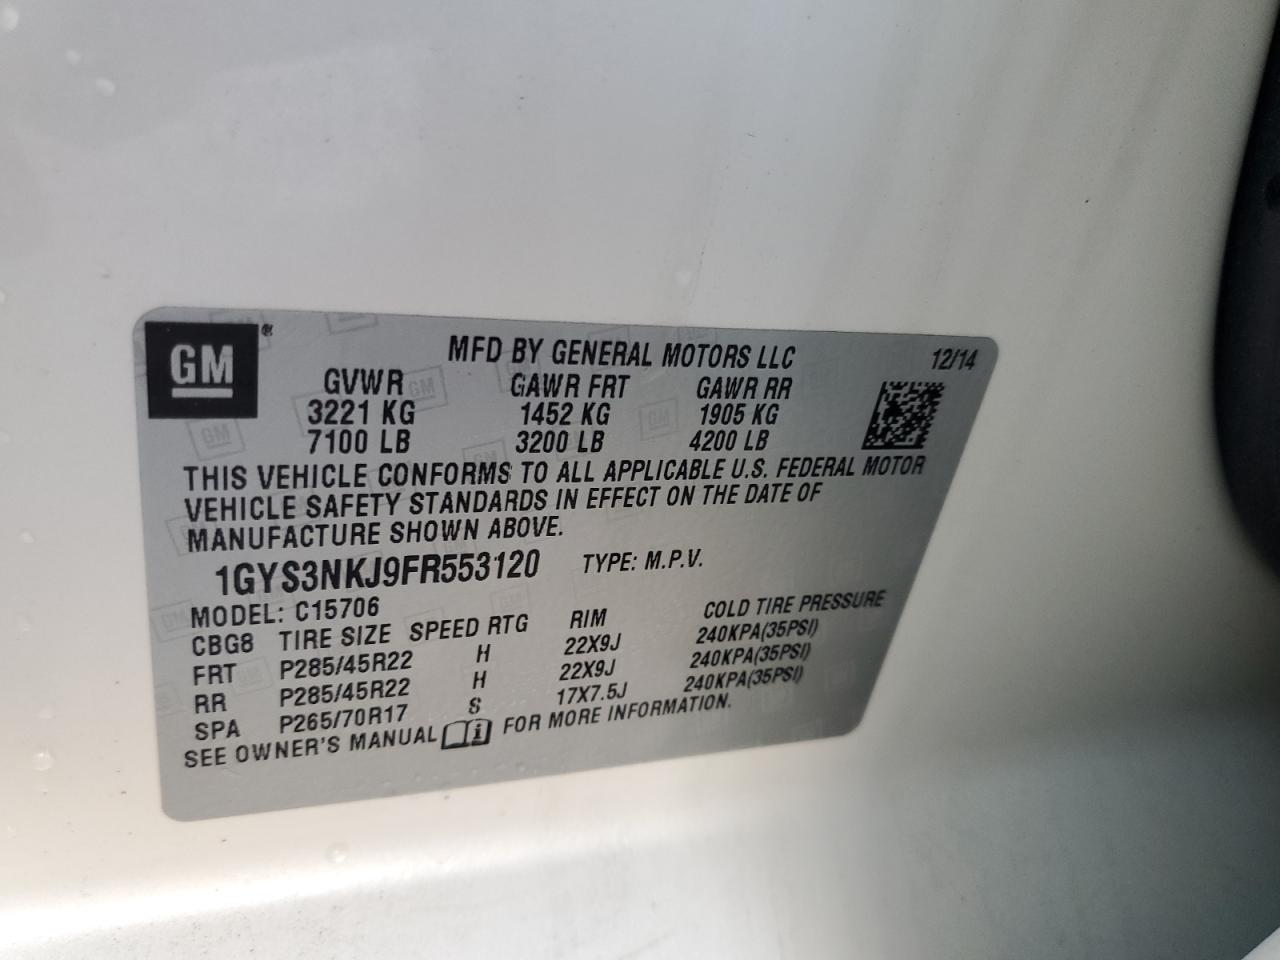 GM®
MFD BY GENERAL MOTORS LLC 12/14
GVWR GAWR FRT GAWR RR
3221 KG 1452 KG 1905 KG
7100 LB 3200 LB 4200 LB
THIS VEHICLE CONFORMS TO ALL APPLICABLE U.S. FEDERAL MOTOR
VEHICLE SAFETY STANDARDS IN EFFECT ON THE DATE OF
MANUFACTURE SHOWN ABOVE.
1GYS3NKJ9FR553120 TYPE: M.P.V.
MODEL: C15706
CBG8 TIRE SIZE SPEED RTG RIM COLD TIRE PRESSURE
FRT P285/45R22 H 22X9J 240KPA(35PSI)
RR P285/45R22 H 22X9J 240KPA(35PSI)
SPA P265/70R17 S 17X7.5J 240KPA(35PSI)
SEE OWNER'S MANUAL FOR MORE INFORMATION.